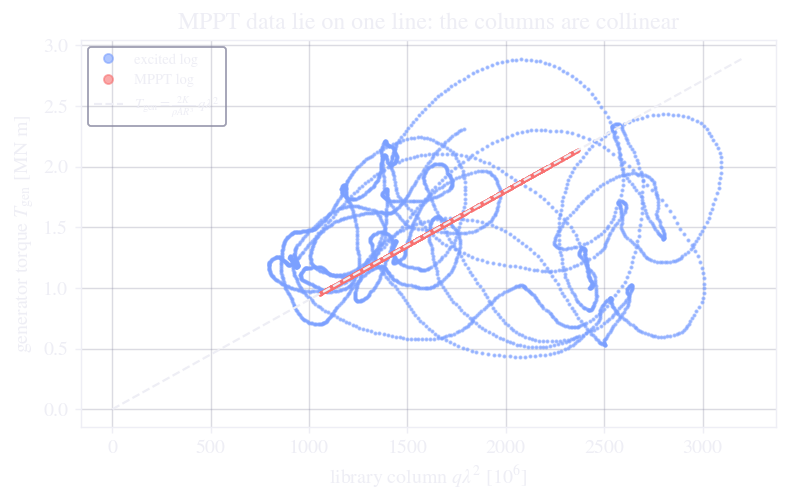 MPPT data lie on one line: the columns are collinear
excited log
MPPT log
generator torque T_gen [MN m]
3.0
2.5
2.0
1.5
1.0
0.5
0.0
0
500
1000
1500
2000
2500
3000
library column qλ² [10⁶]